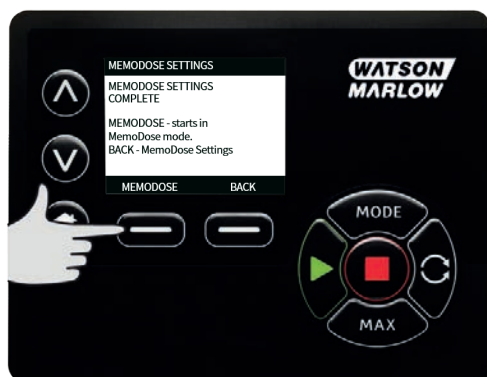 MEMODOSE SETTINGS
WATSON
MARLOW
MEMODOSE SETTINGS
COMPLETE
MEMODOSE - starts in
MemoDose mode.
BACK - MemoDose Settings
MEMODOSE BACK
MODE
MAX